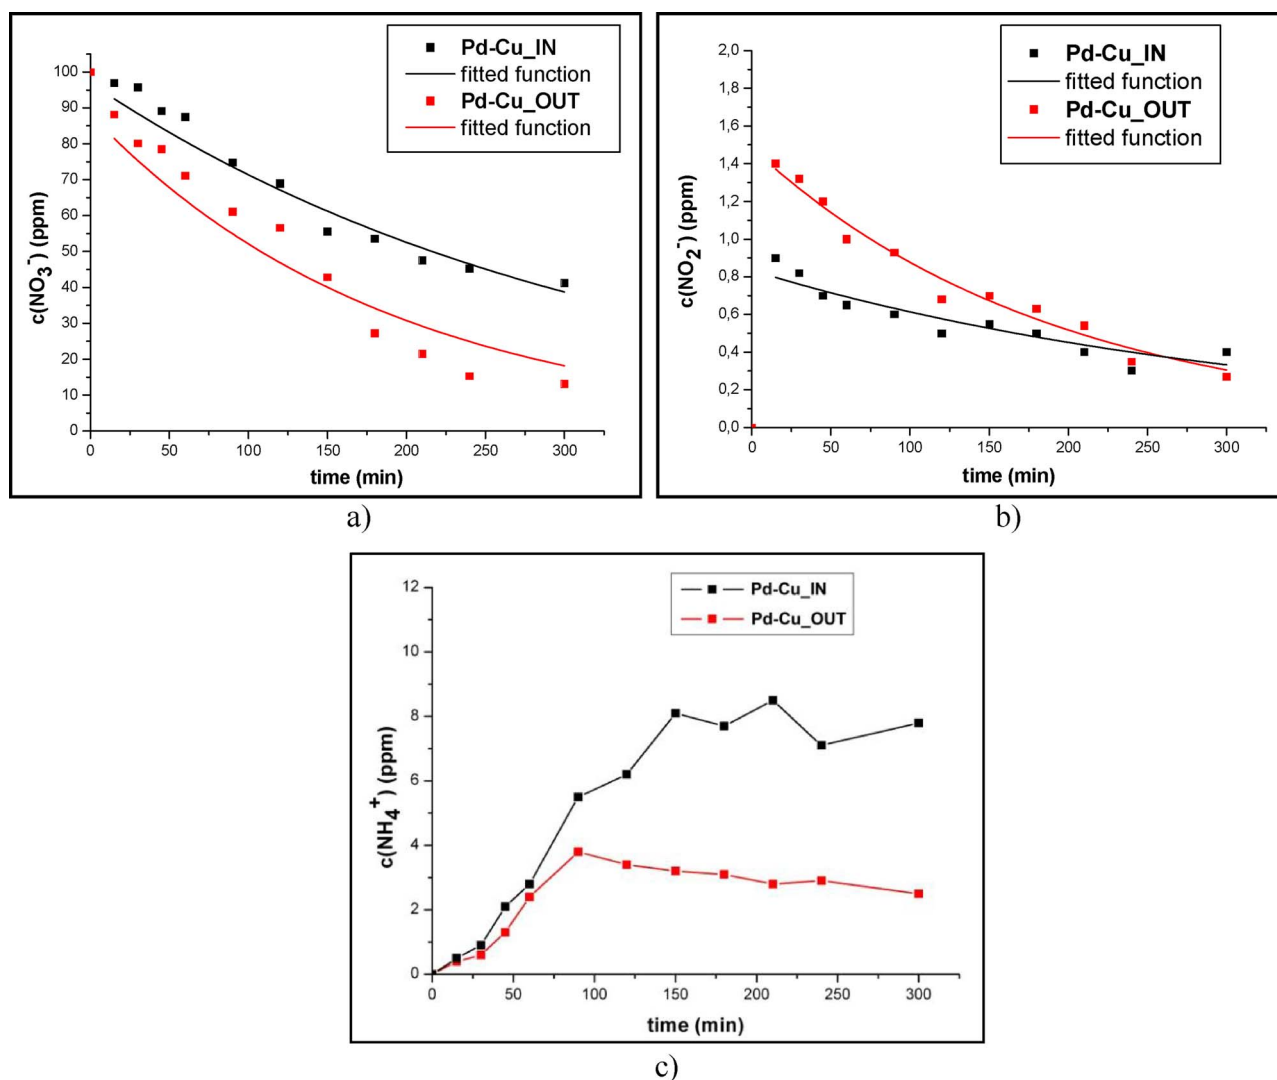 Pd-Cu_IN
fitted function
Pd-Cu_OUT
fitted function
100
90
80
70
60
50
40
30
20
10
0
c(NO3-) (ppm)
0 50 100 150 200 250 300
time (min)
a)
Pd-Cu_IN
fitted function
Pd-Cu_OUT
fitted function
2,0
1,8
1,6
1,4
1,2
1,0
0,8
0,6
0,4
0,2
0,0
c(NO2-) (ppm)
0 50 100 150 200 250 300
time (min)
b)
Pd-Cu_IN
Pd-Cu_OUT
12
10
8
6
4
2
0
c(NH4+) (ppm)
0 50 100 150 200 250 300
time (min)
c)